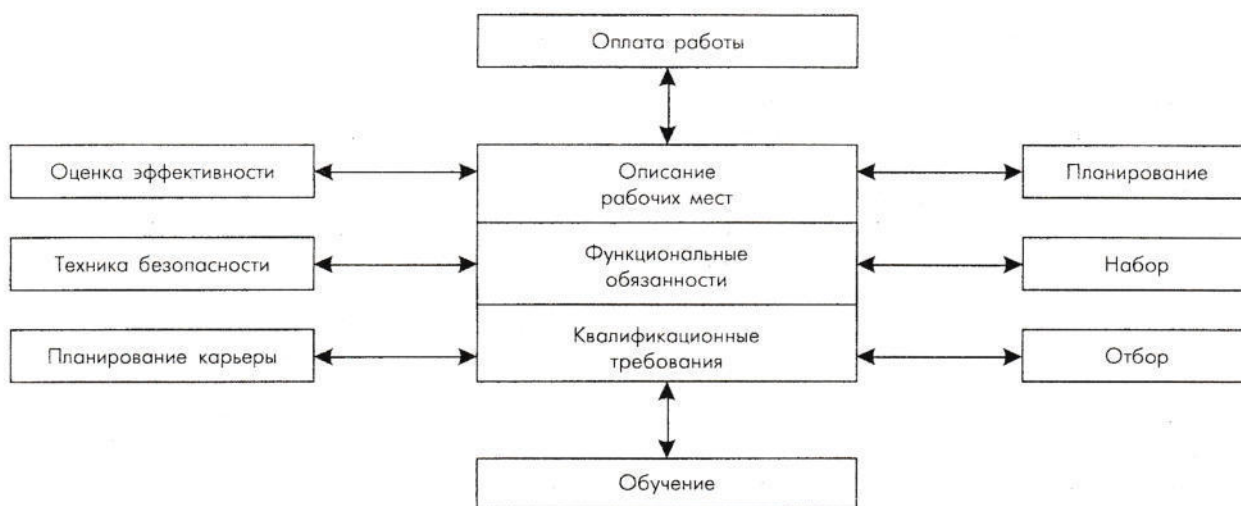 Оплата работы
Оценка эффективности
Описание
рабочих мест
Планирование
Техника безопасности
Функциональные
обязанности
Набор
Планирование карьеры
Квалификационные
требования
Отбор
Обучение